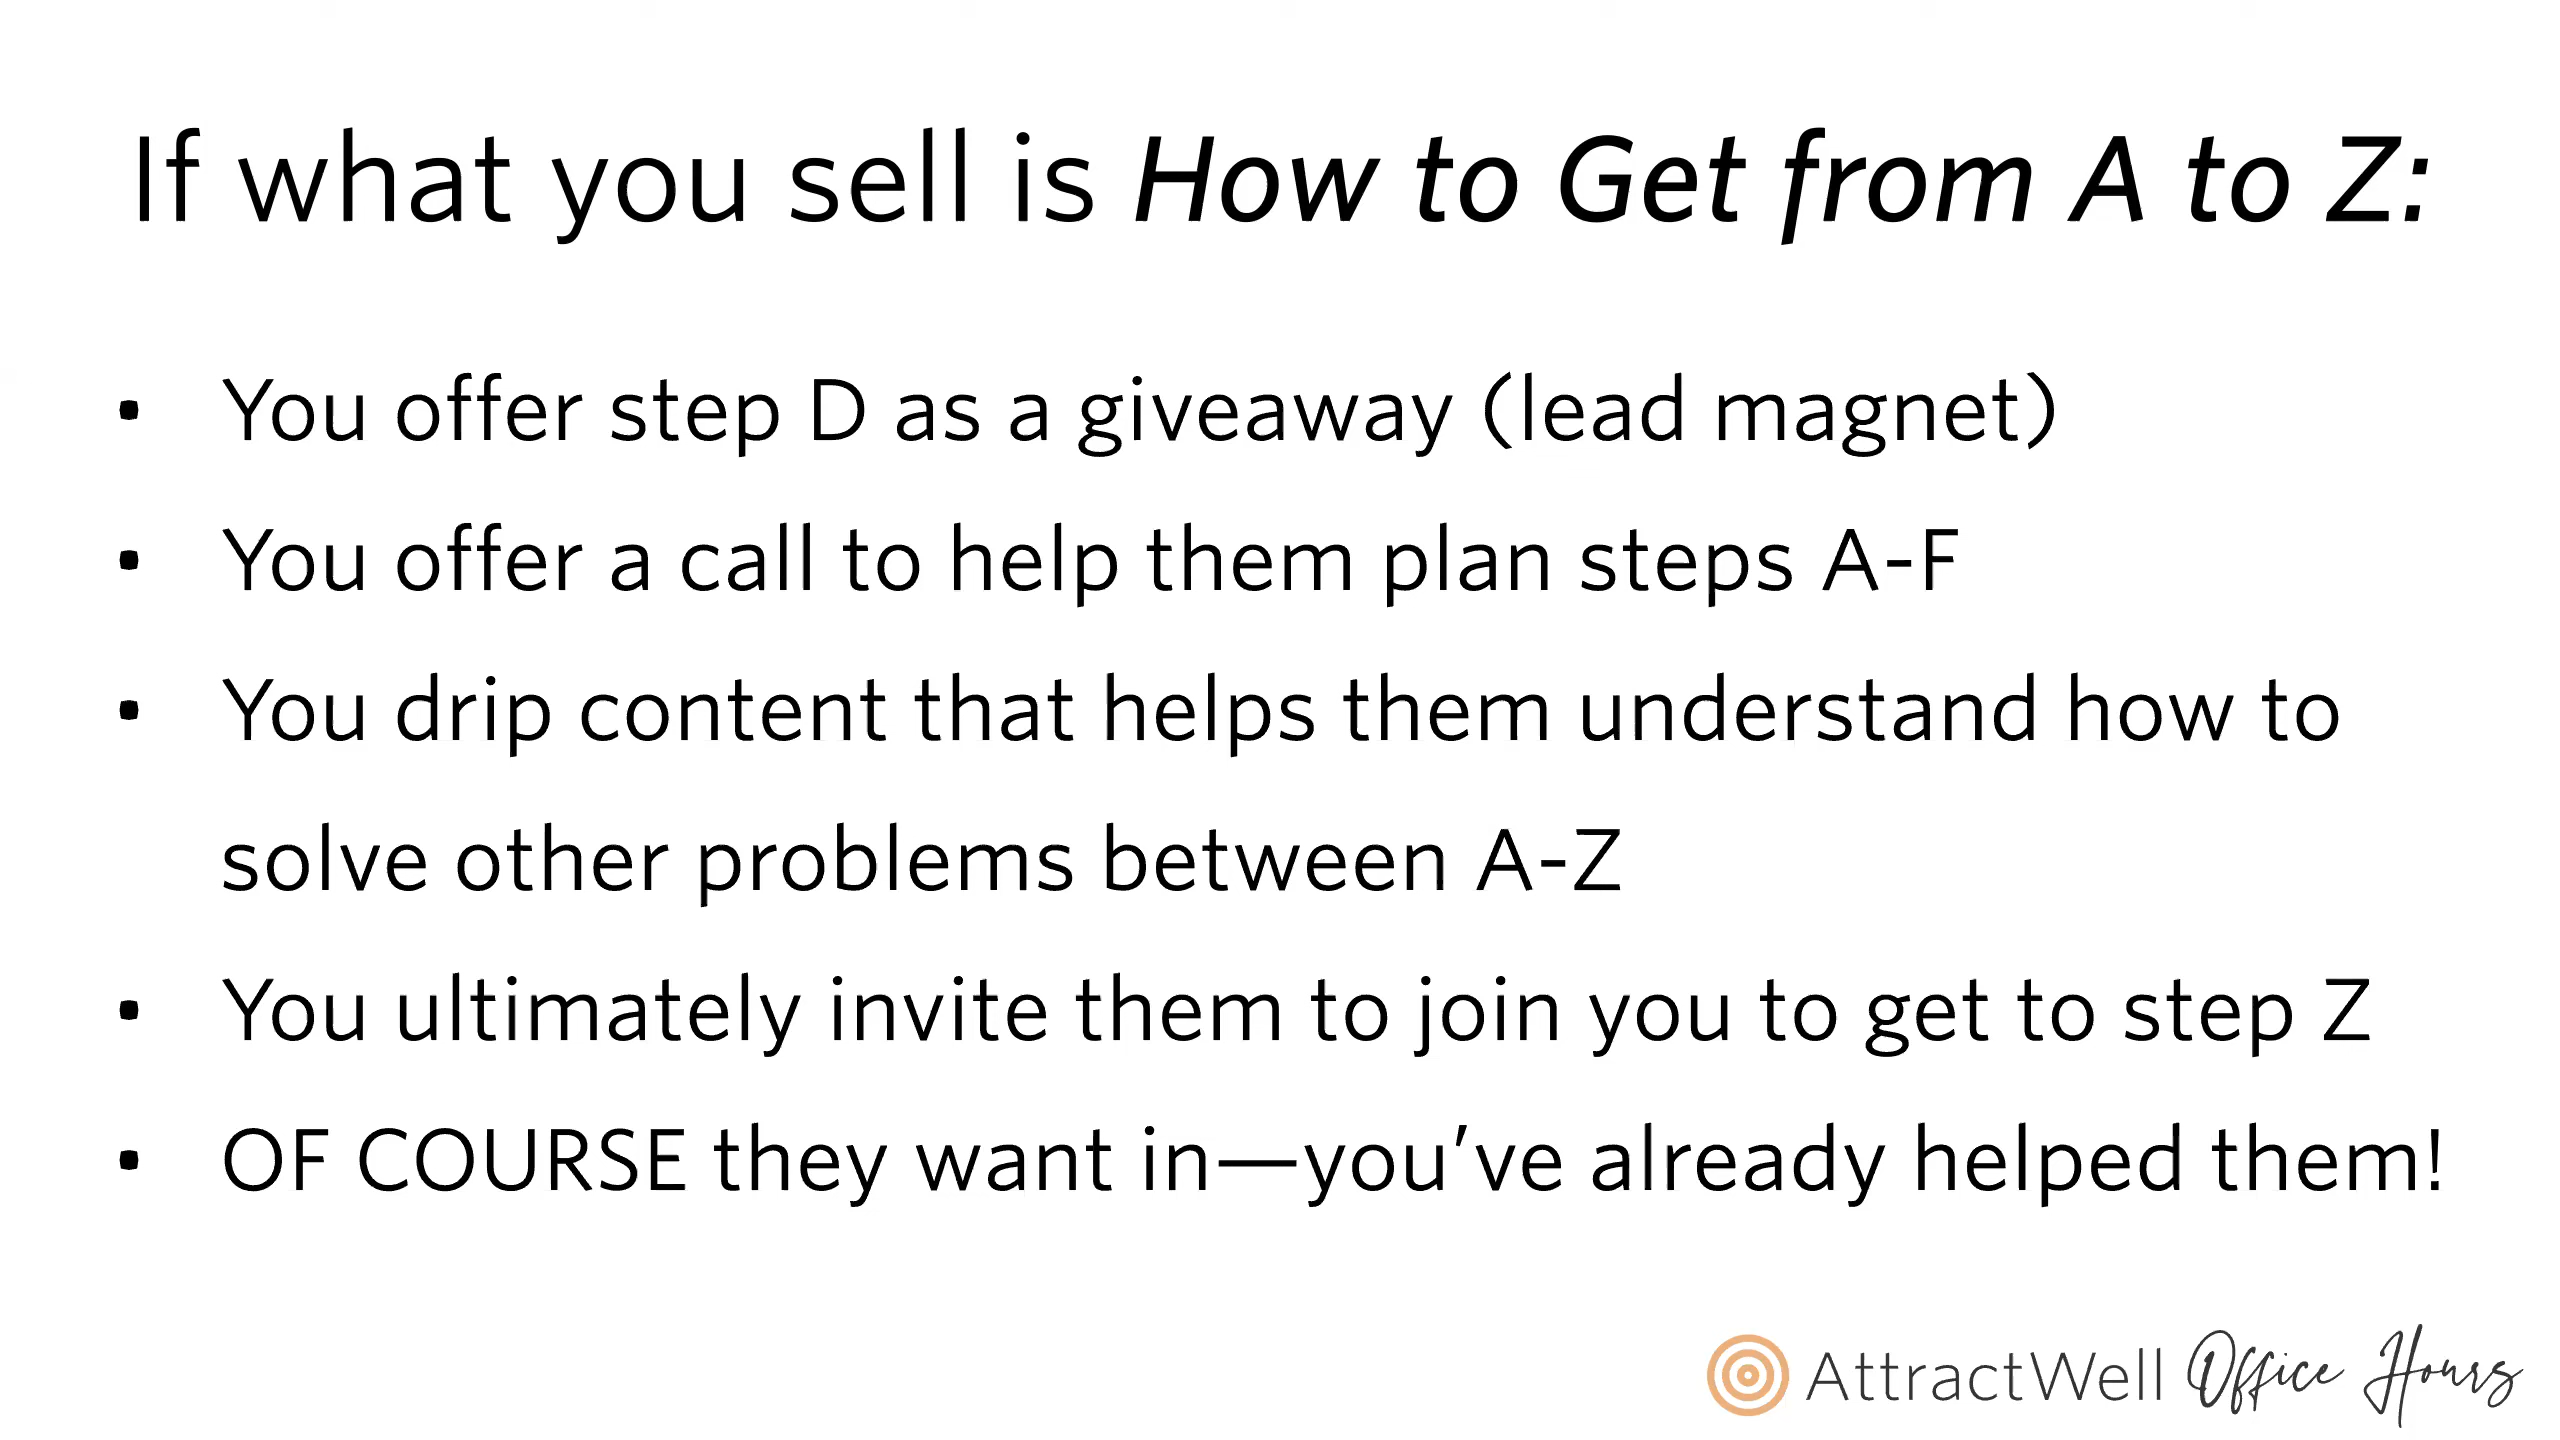 If what you sell is How to Get from A to Z:
• You offer step D as a giveaway (lead magnet)
• You offer a call to help them plan steps A-F
• You drip content that helps them understand how to
solve other problems between A-Z
• You ultimately invite them to join you to get to step Z
• OF COURSE they want in—you’ve already helped them!
AttractWell Office Hours